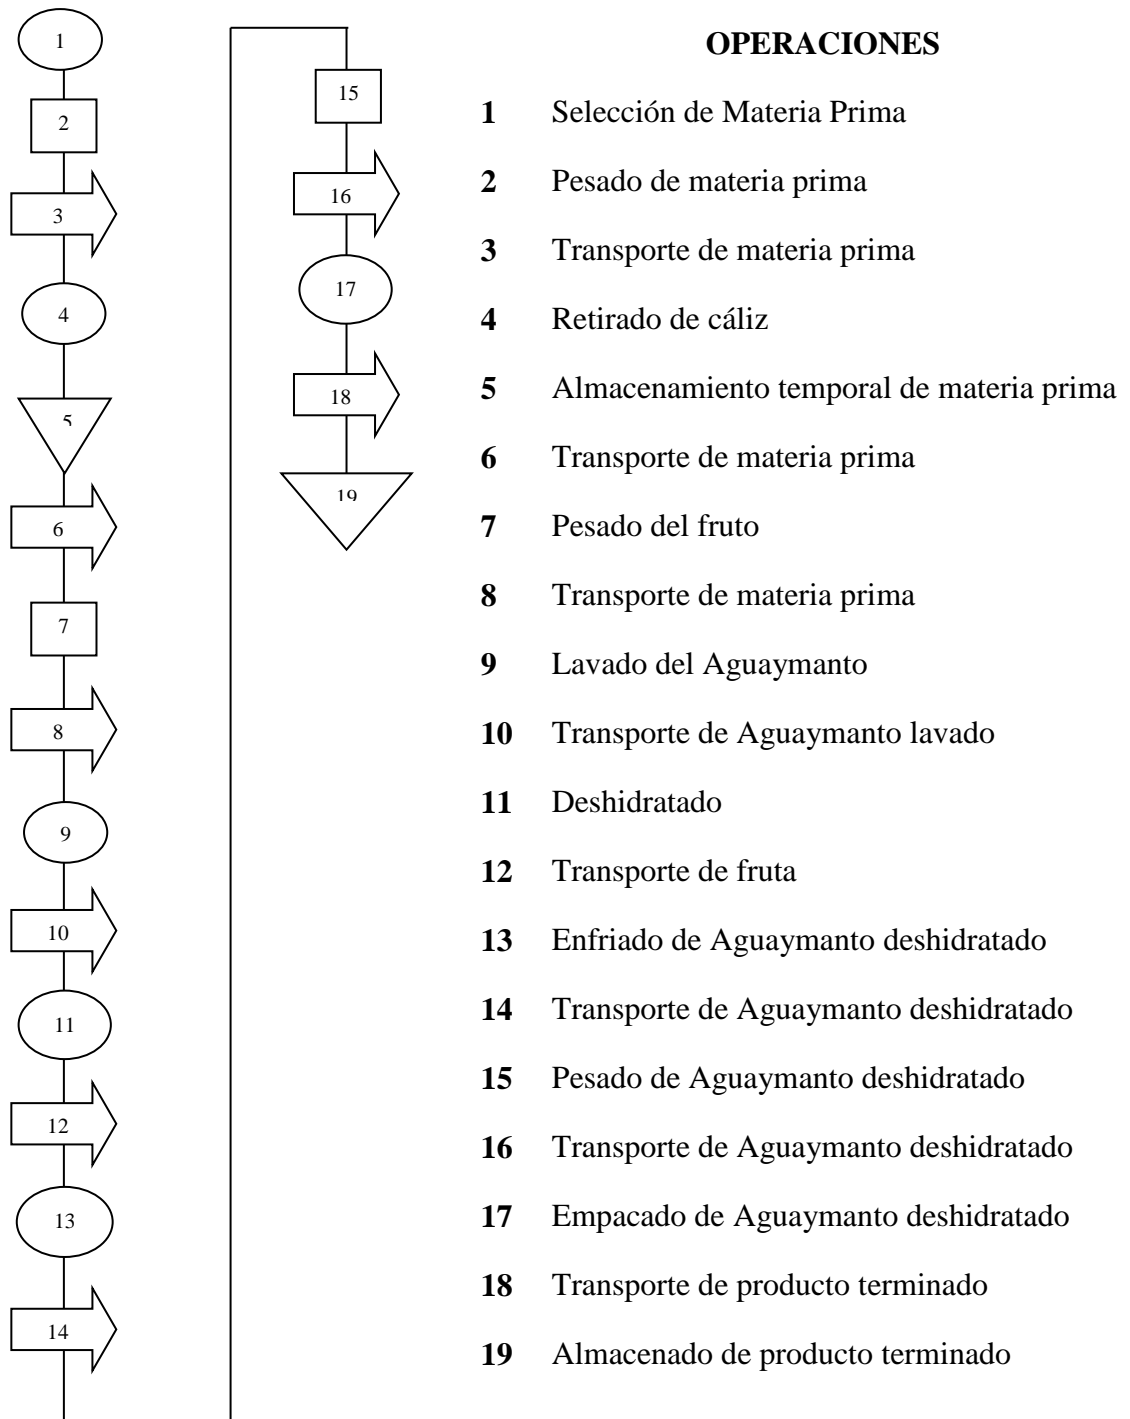 1
2
3
4
5
6
7
8
9
10
11
12
13
14
15
16
17
18
19
OPERACIONES
1 Selección de Materia Prima
2 Pesado de materia prima
3 Transporte de materia prima
4 Retirado de cáliz
5 Almacenamiento temporal de materia prima
6 Transporte de materia prima
7 Pesado del fruto
8 Transporte de materia prima
9 Lavado del Aguaymanto
10 Transporte de Aguaymanto lavado
11 Deshidratado
12 Transporte de fruta
13 Enfriado de Aguaymanto deshidratado
14 Transporte de Aguaymanto deshidratado
15 Pesado de Aguaymanto deshidratado
16 Transporte de Aguaymanto deshidratado
17 Empacado de Aguaymanto deshidratado
18 Transporte de producto terminado
19 Almacenado de producto terminado